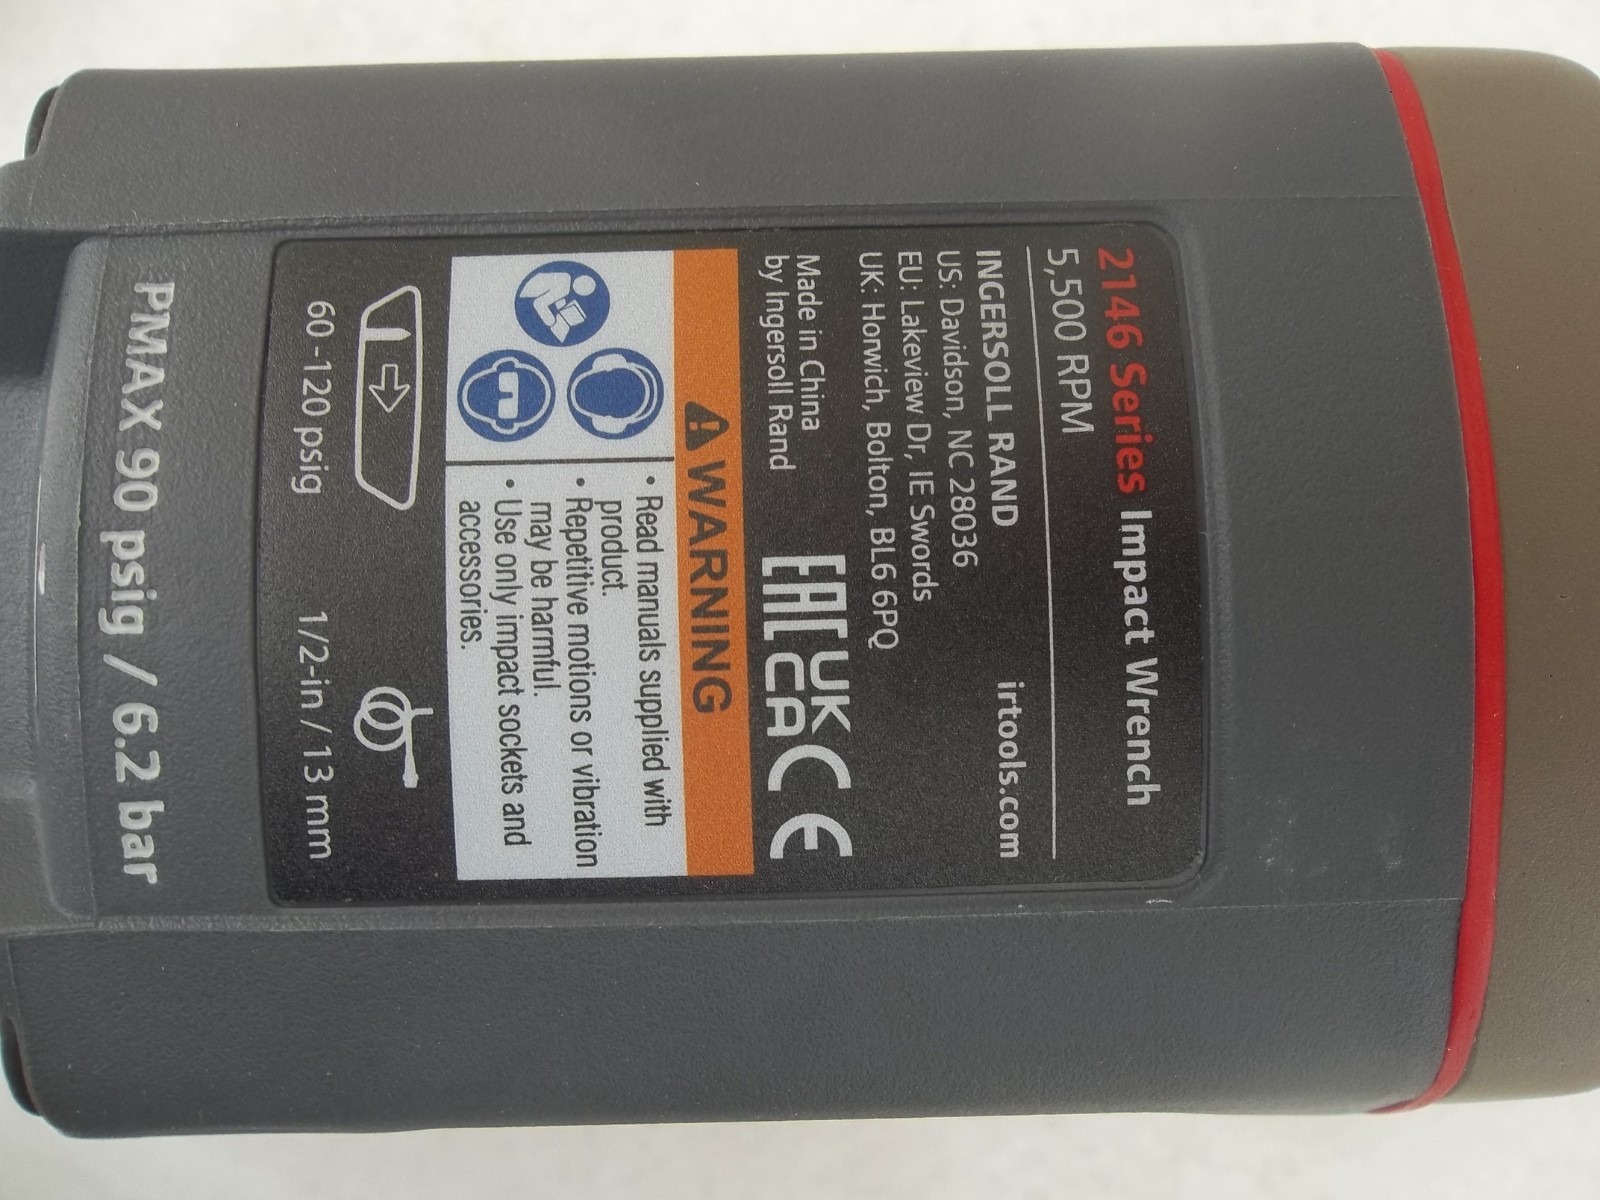 2146 Series Impact Wrench
5,500 RPM
INGERSOLL RAND
irtools.com
US: Davidson, NC 28036
EU: Lakeview Dr, IE Swords
UK: Horwich, Bolton, BL6 6PQ
Made in China
by Ingersoll Rand
EAC
UK
CA
CE
WARNING
• Read manuals supplied with
product.
• Repetitive motions or vibration
may be harmful.
• Use only impact sockets and
accessories.
60 -120 psig
1/2-in / 13 mm
PMAX 90 psig / 6.2 bar